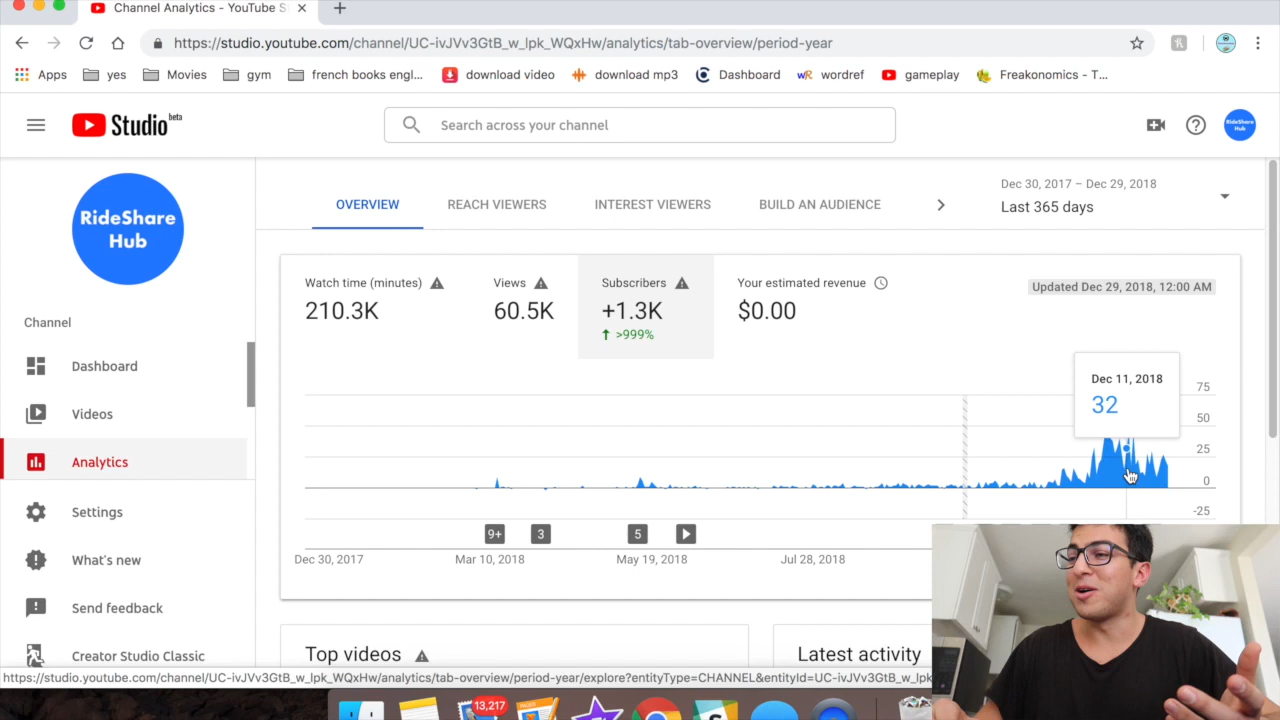 Channel Analytics - YouTube S
https://studio.youtube.com/channel/UC-ivJVv3GtB_w_lpk_WQxHw/analytics/tab-overview/period-year
Apps yes Movies gym french books engl... download video download mp3 Dashboard wR wordref gameplay Freakonomics - T...
Studio beta
Search across your channel
RideShare
Hub
RideShare
Hub
Channel
Dashboard
Videos
Analytics
Settings
What's new
Send feedback
Creator Studio Classic
OVERVIEW REACH VIEWERS INTEREST VIEWERS BUILD AN AUDIENCE
Dec 30, 2017 – Dec 29, 2018
Last 365 days
Watch time (minutes)
210.3K
Views
60.5K
Subscribers
+1.3K
>999%
Your estimated revenue
$0.00
Updated Dec 29, 2018, 12:00 AM
Dec 11, 2018
32
75
50
25
0
-25
9+ 3 5
Dec 30, 2017 Mar 10, 2018 May 19, 2018 Jul 28, 2018
Top videos
Latest activity
https://studio.youtube.com/channel/UC-ivJVv3GtB_w_lpk_WQxHw/analytics/tab-overview/period-year/explore?entityType=CHANNEL&entityId=UC-ivJVv3GtB_w_lpk_WQxHw
13,217
PAGES